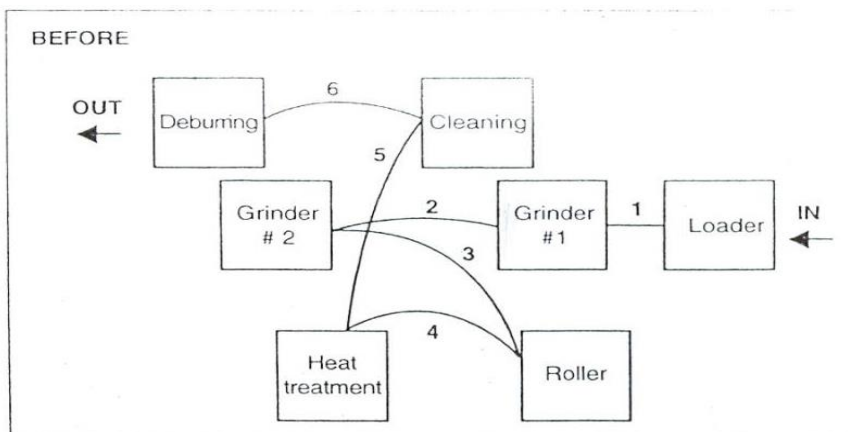 BEFORE
6
OUT
Deburring
Cleaning
5
Grinder
# 2
2
Grinder
#1
1
Loader
IN
3
4
Heat
treatment
Roller